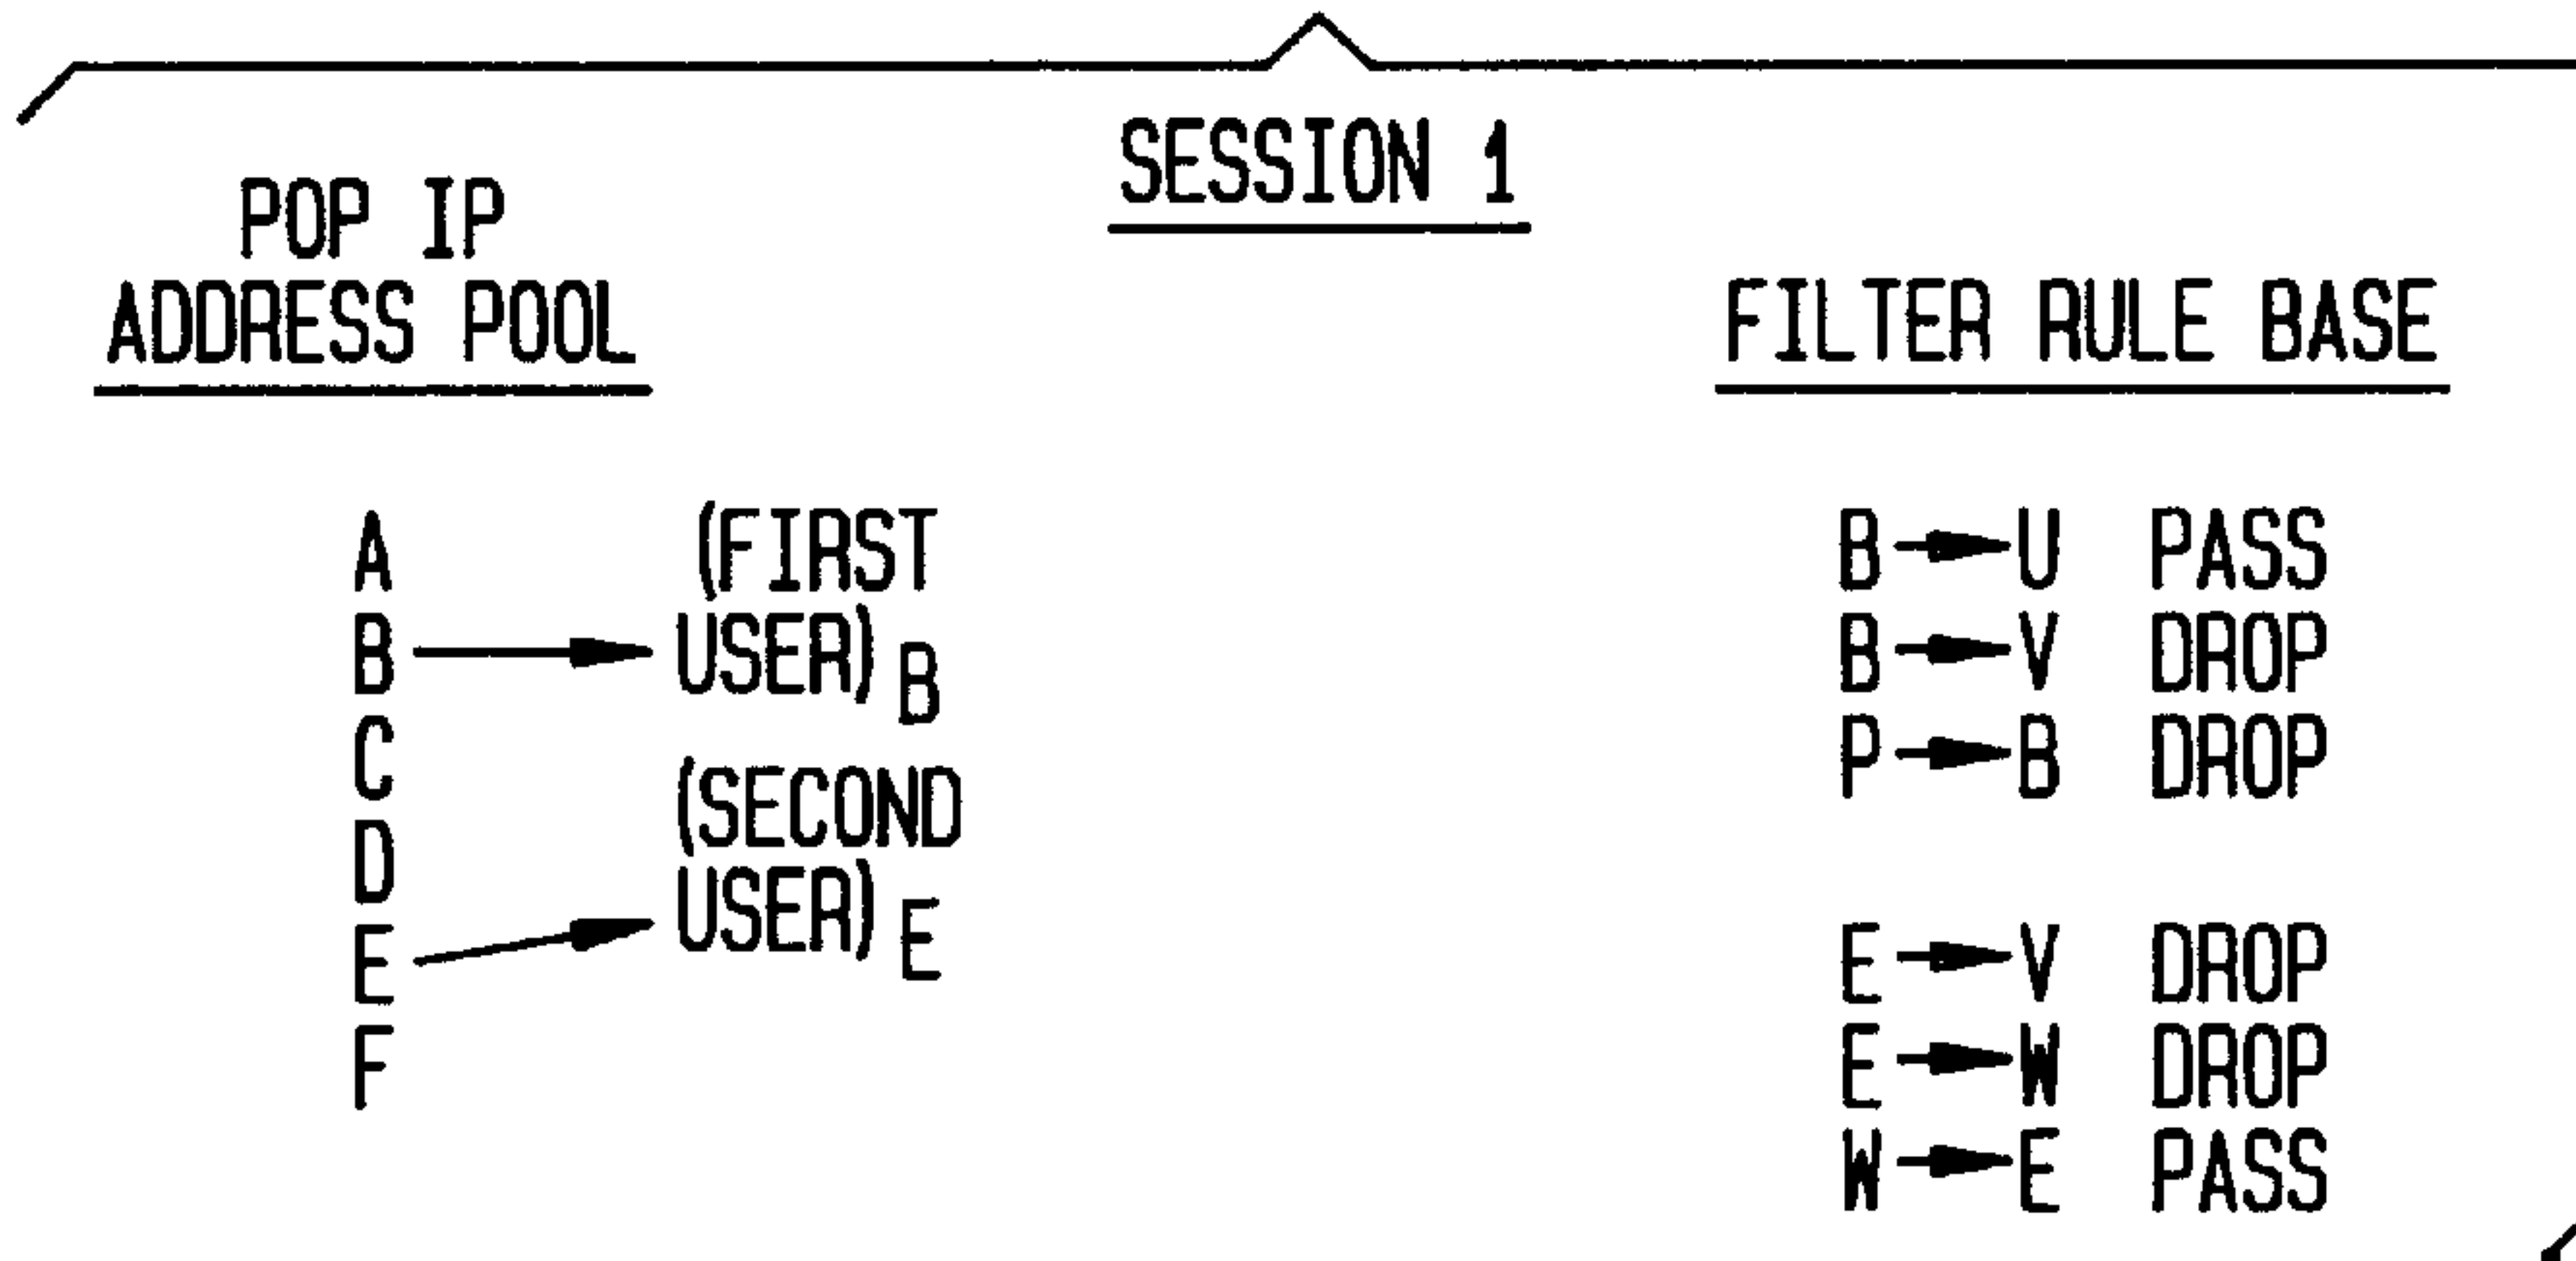 SESSION 1
POP IP
ADDRESS POOL
A
B
C
D
E
F
(FIRST
USER) B
(SECOND
USER) E
FILTER RULE BASE
B → U PASS
B → V DROP
P → B DROP
E → V DROP
E → W DROP
W → E PASS